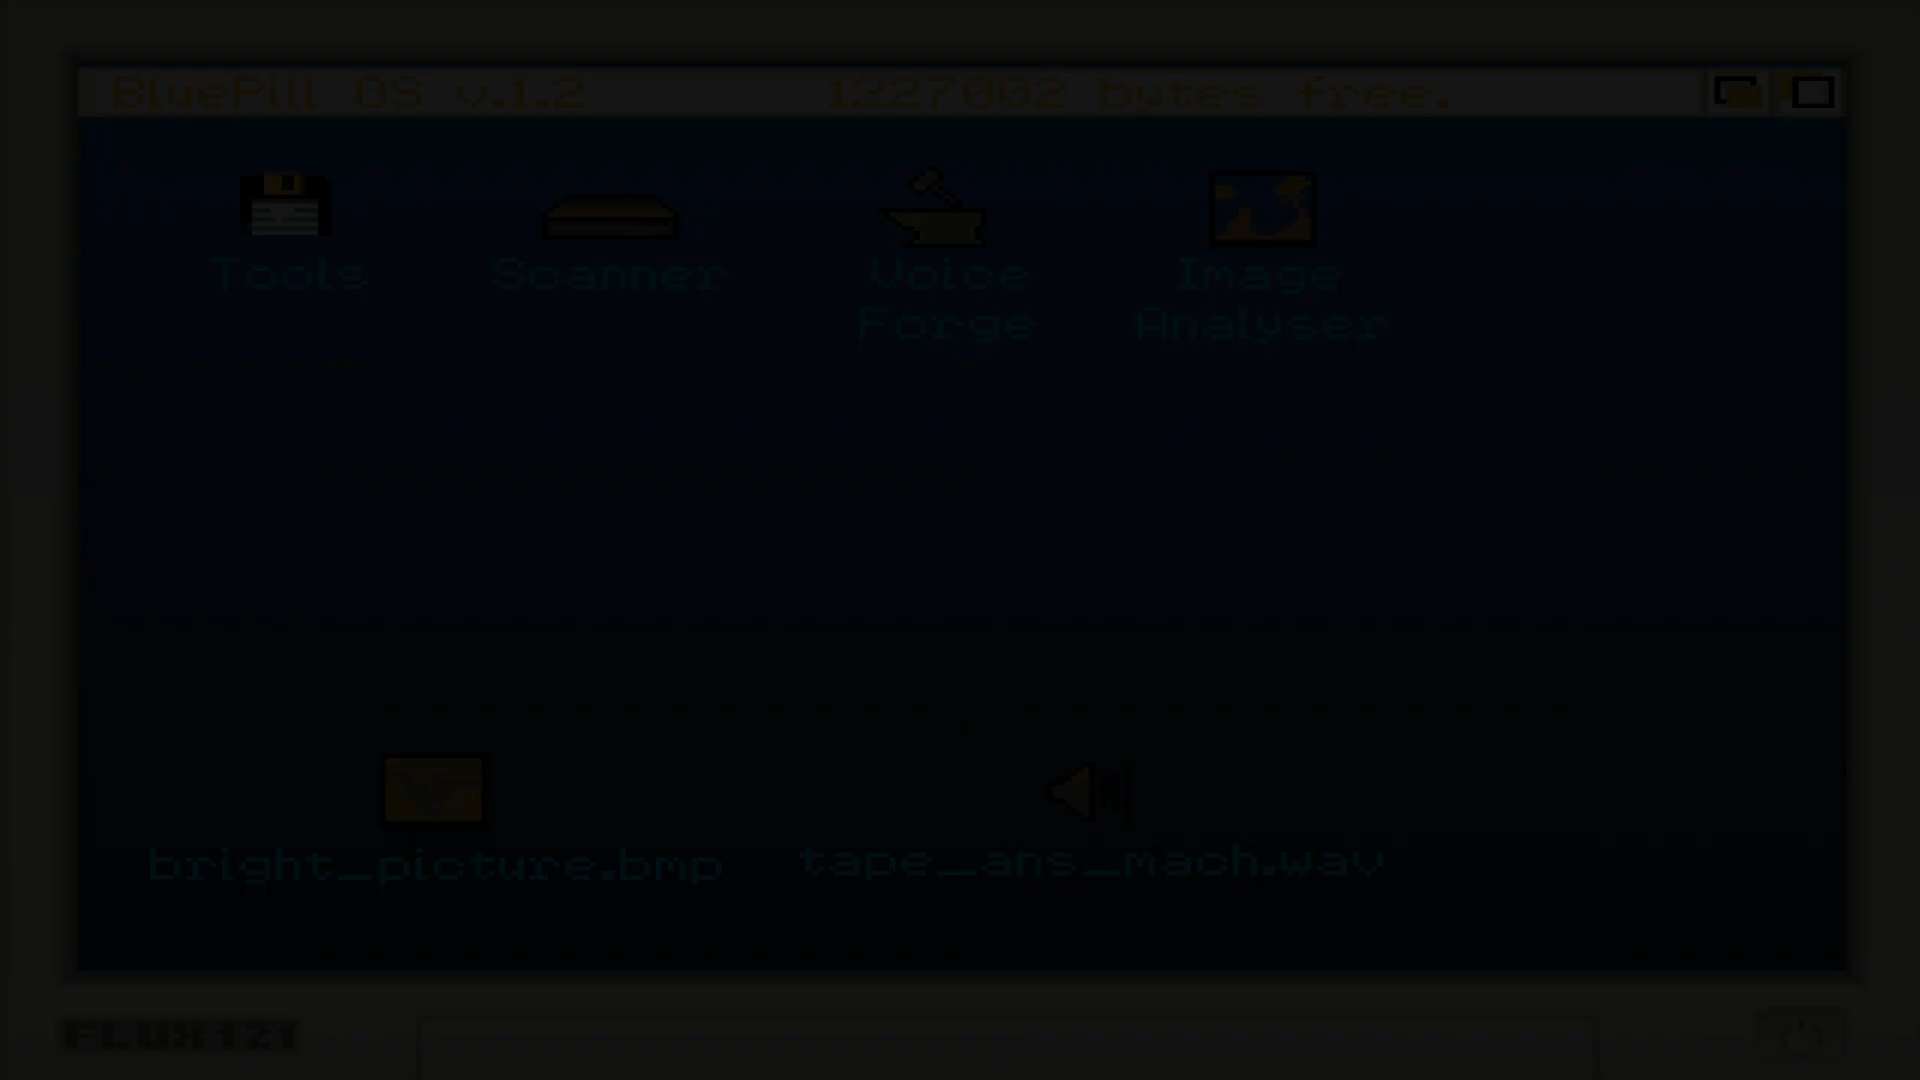 BluePill OS v.1.2 1227002 bytes free.
Tools Scanner Voice Image
Forge Analyser
bright_picture.bmp tape_ans_mach.wav
FLUX121